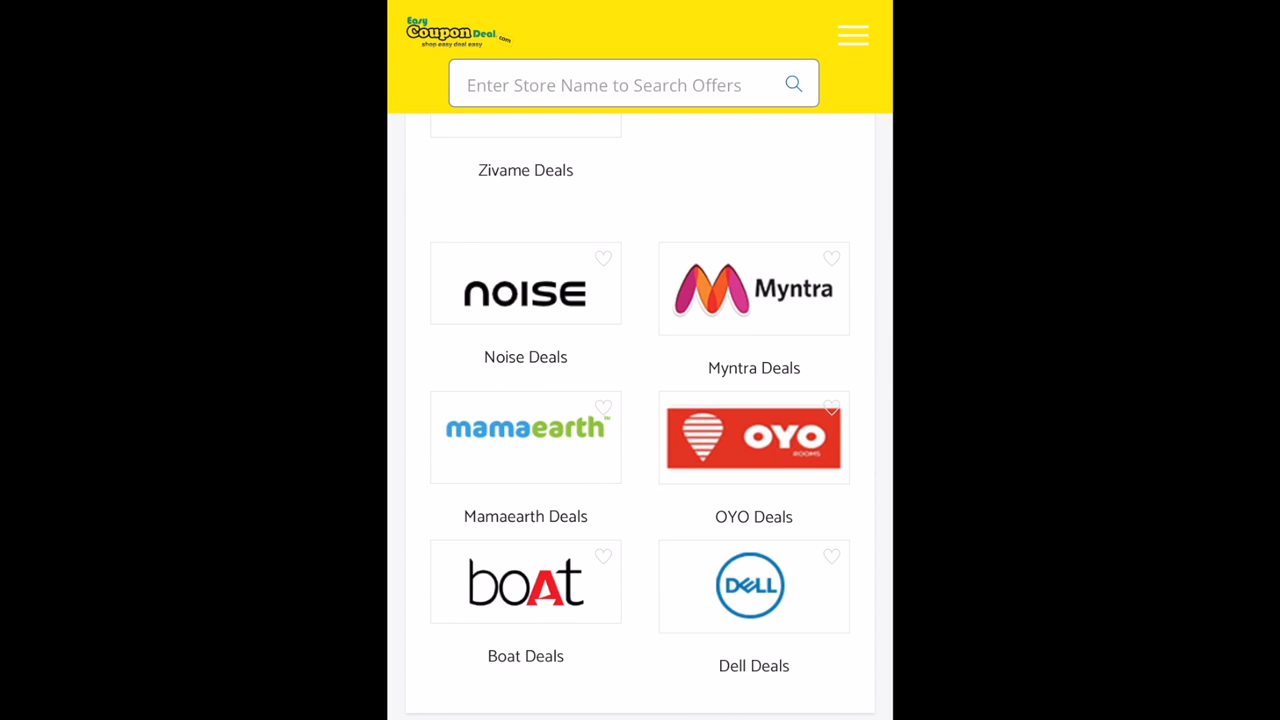 Easy
Coupon Deal .com
shop easy deal easy
Enter Store Name to Search Offers
Zivame Deals
NOISE
Myntra
Noise Deals
Myntra Deals
mamaearth™
OYO
ROOMS
Mamaearth Deals
OYO Deals
boAt
DELL
Boat Deals
Dell Deals